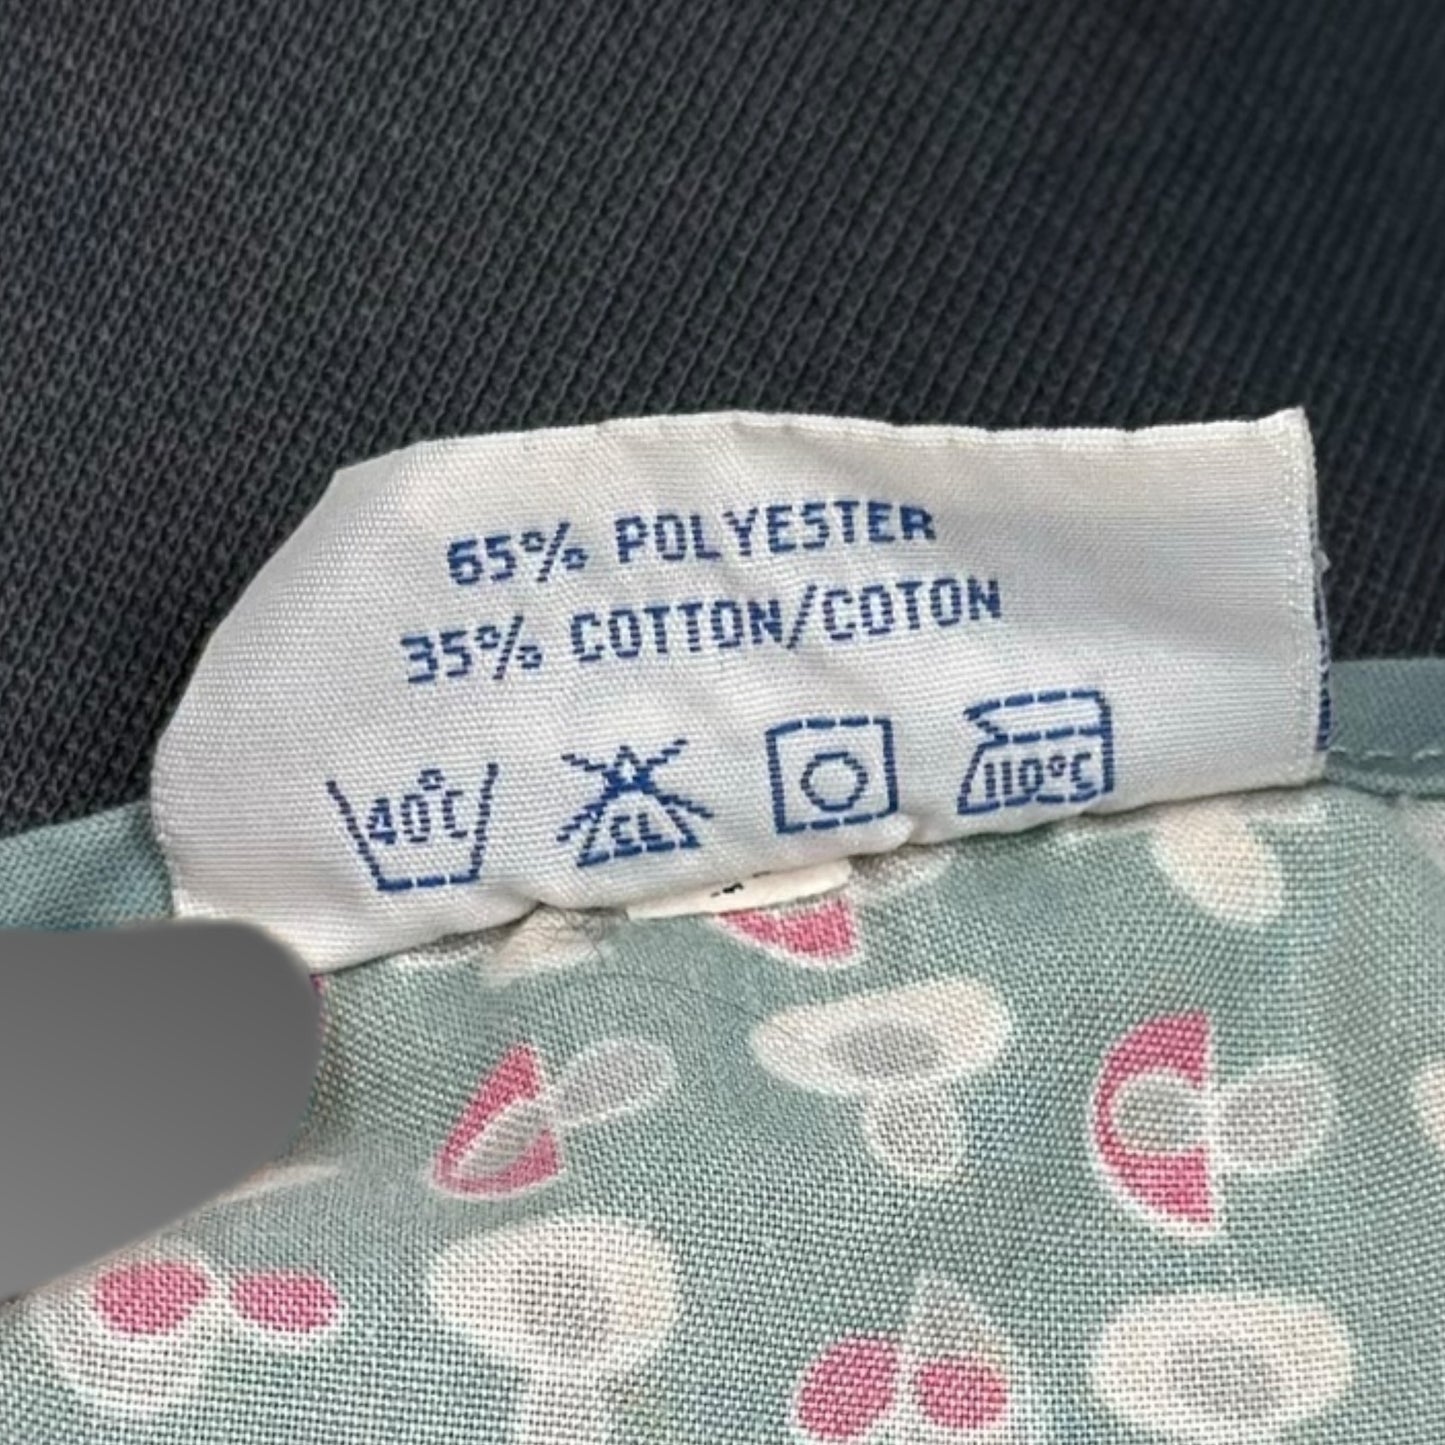 65% POLYESTER
35% COTTON/COTON
40°C CL 110°C